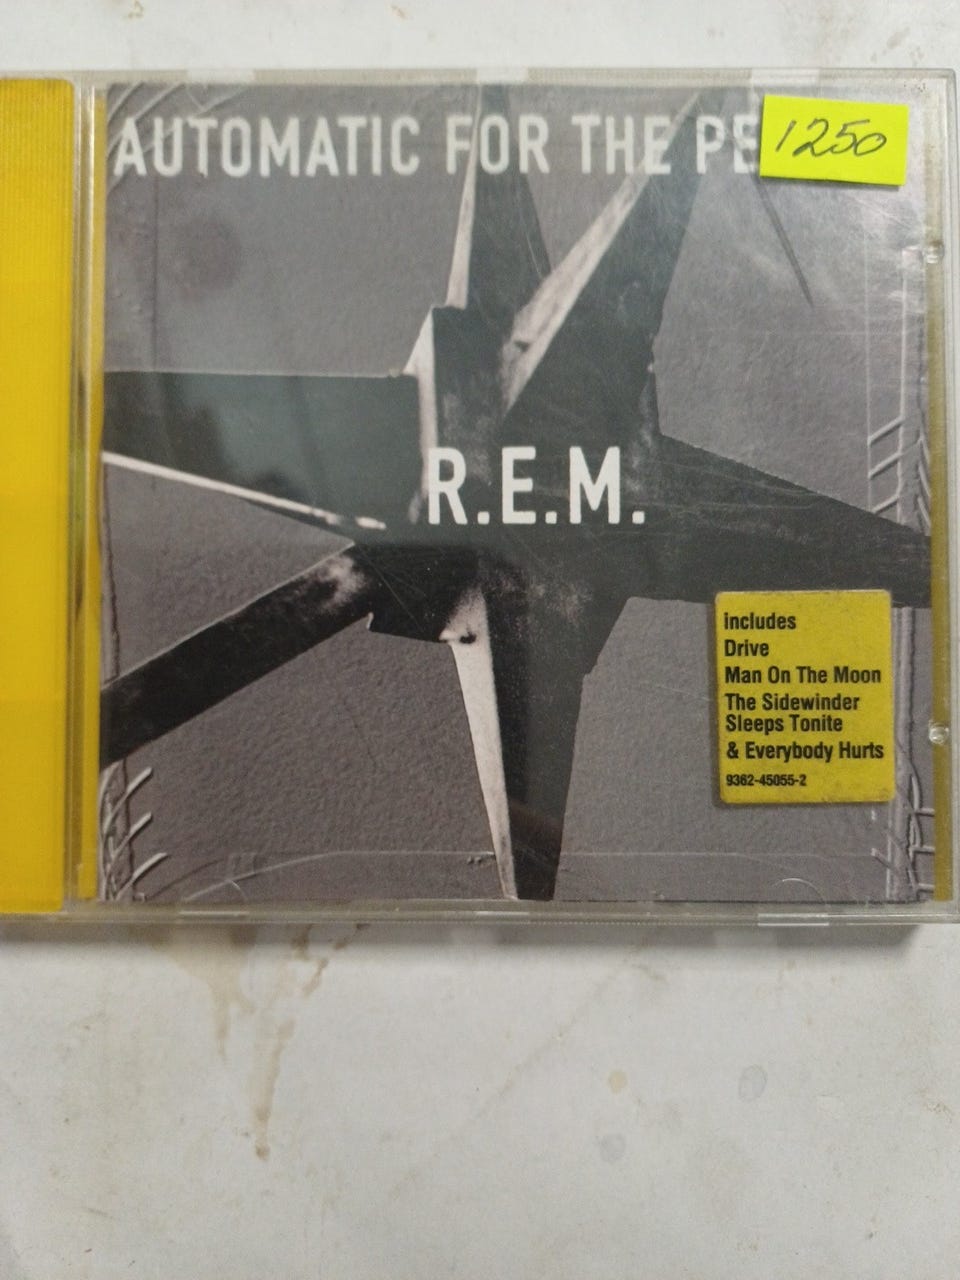 AUTOMATIC FOR THE PE
1250
R.E.M.
includes
Drive
Man On The Moon
The Sidewinder
Sleeps Tonite
& Everybody Hurts
9362-45055-2